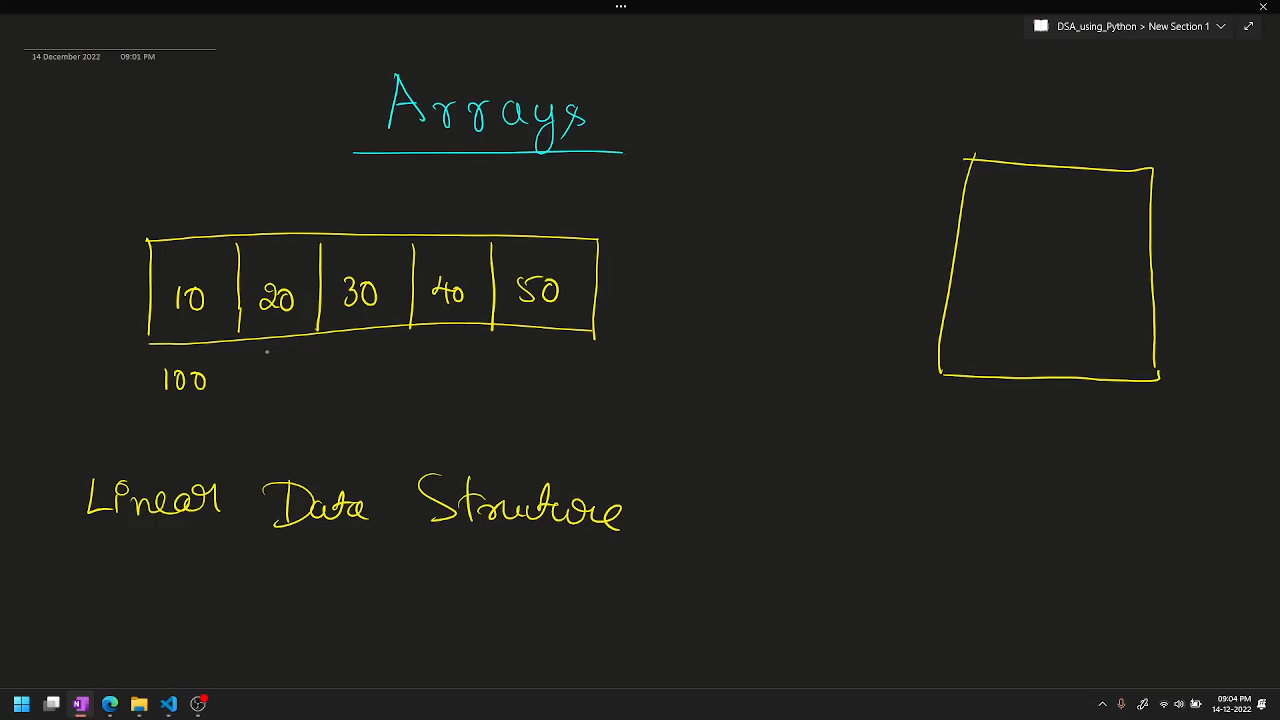 DSA_using_Python > New Section 1
14 December 2022 09:01 PM
Arrays
10 20 30 40 50
100
Linear Data Struture
09:04 PM
14-12-2022